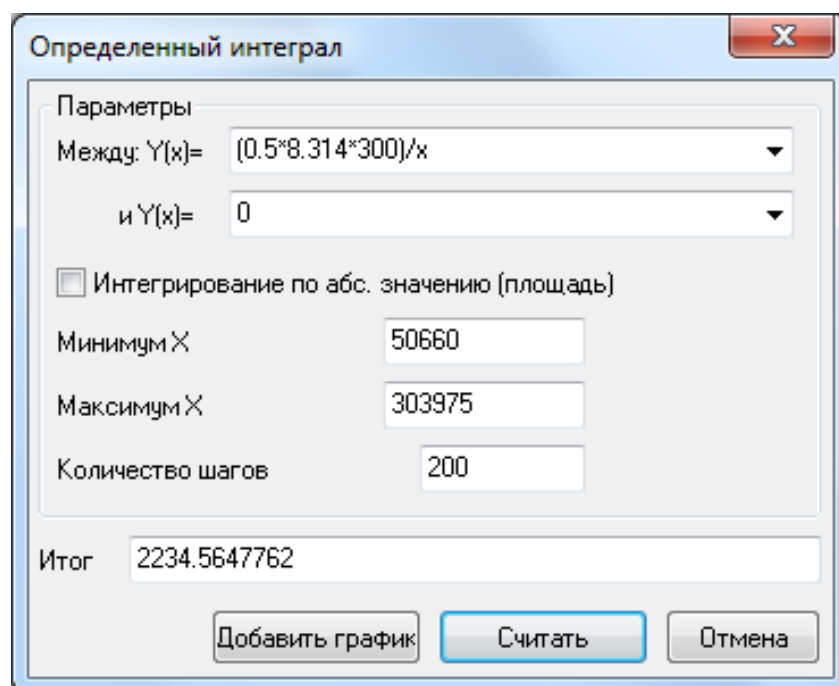 Определенный интеграл
Параметры
Между: Y(x)= (0.5*8.314*300)/x
и Y(x)= 0
Интегрирование по абс. значению (площадь)
Минимум X 50660
Максимум X 303975
Количество шагов 200
Итог 2234.5647762
Добавить график Считать Отмена